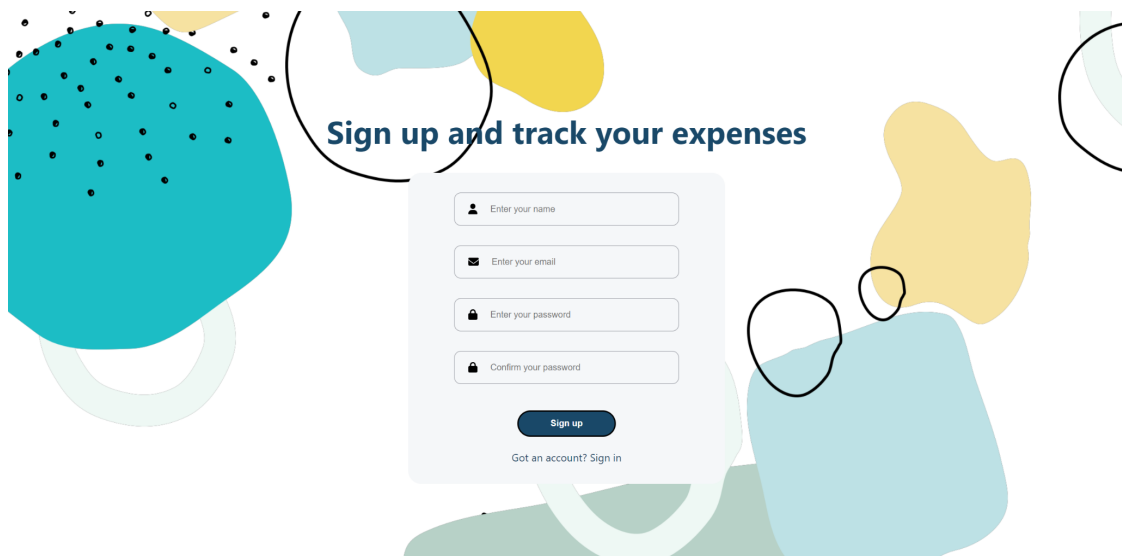 Sign up and track your expenses
Enter your name
Enter your email
Enter your password
Confirm your password
Sign up
Got an account? Sign in